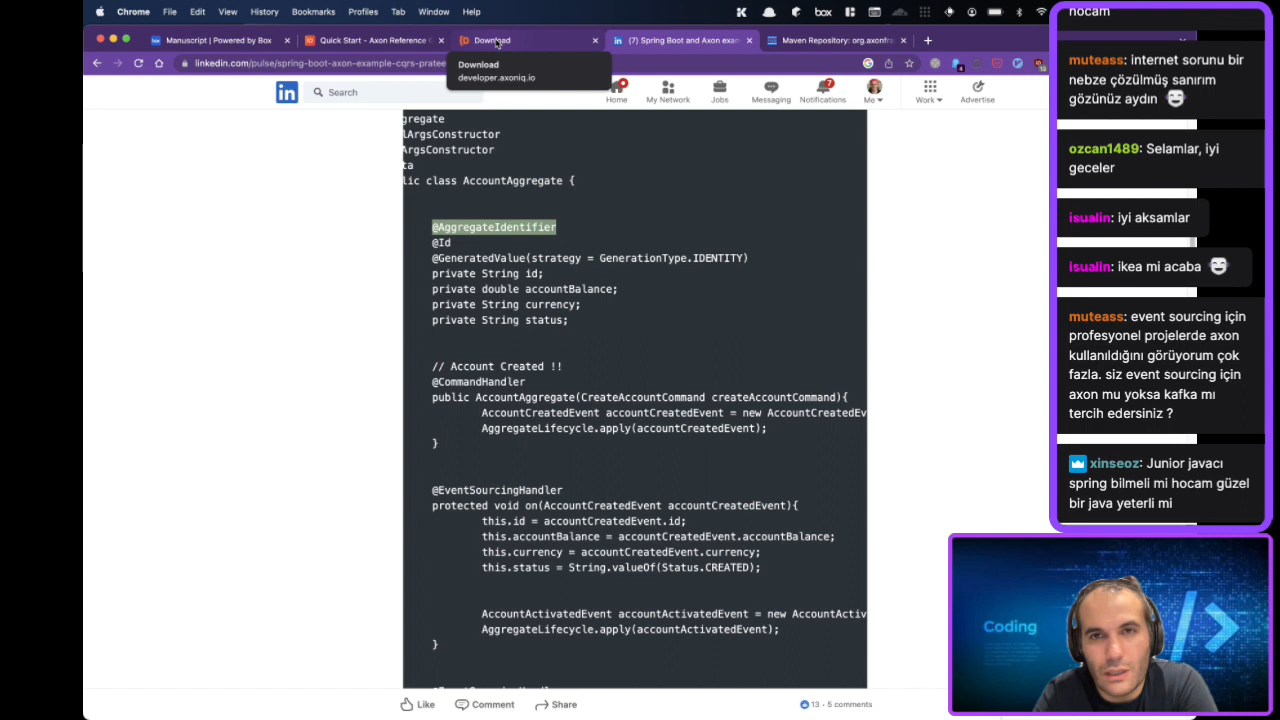 Chrome File Edit View History Bookmarks Profiles Tab Window Help
box
Manuscript | Powered by Box
Quick Start - Axon Reference
Download
(7) Spring Boot and Axon exam
Maven Repository: org.axonfra
linkedin.com/pulse/spring-boot-axon-example-cqrs-pratee
Download
developer.axoniq.io
in
Search
Home
My Network
Jobs
Messaging
7
Notifications
Me
Work
Advertise
gregate
lArgsConstructor
ArgsConstructor
ta
lic class AccountAggregate {
@AggregateIdentifier
@Id
@GeneratedValue(strategy = GenerationType.IDENTITY)
private String id;
private double accountBalance;
private String currency;
private String status;
// Account Created !!
@CommandHandler
public AccountAggregate(CreateAccountCommand createAccountCommand){
AccountCreatedEvent accountCreatedEvent = new AccountCreatedEv
AggregateLifecycle.apply(accountCreatedEvent);
}
@EventSourcingHandler
protected void on(AccountCreatedEvent accountCreatedEvent){
this.id = accountCreatedEvent.id;
this.accountBalance = accountCreatedEvent.accountBalance;
this.currency = accountCreatedEvent.currency;
this.status = String.valueOf(Status.CREATED);
AccountActivatedEvent accountActivatedEvent = new AccountActiv
AggregateLifecycle.apply(accountActivatedEvent);
}
Like
Comment
Share
13 · 5 comments
hocam
muteass: internet sorunu bir
nebze çözülmüş sanırım
gözünüz aydın
ozcan1489: Selamlar, iyi
geceler
isualin: iyi aksamlar
isualin: ikea mi acaba
muteass: event sourcing için
profesyonel projelerde axon
kullanıldığını görüyorum çok
fazla. siz event sourcing için
axon mu yoksa kafka mı
tercih edersiniz ?
xinseoz: Junior javacı
spring bilmeli mi hocam güzel
bir java yeterli mi
Coding